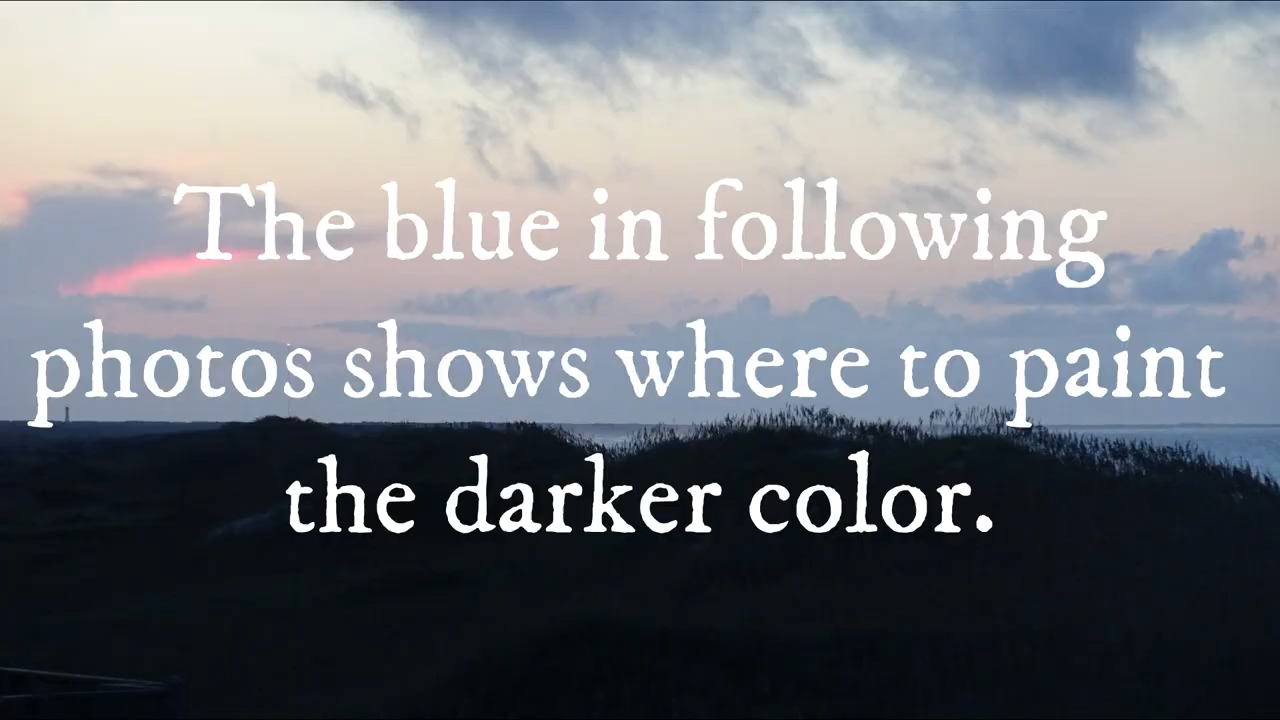 The blue in following
photos shows where to paint
the darker color.